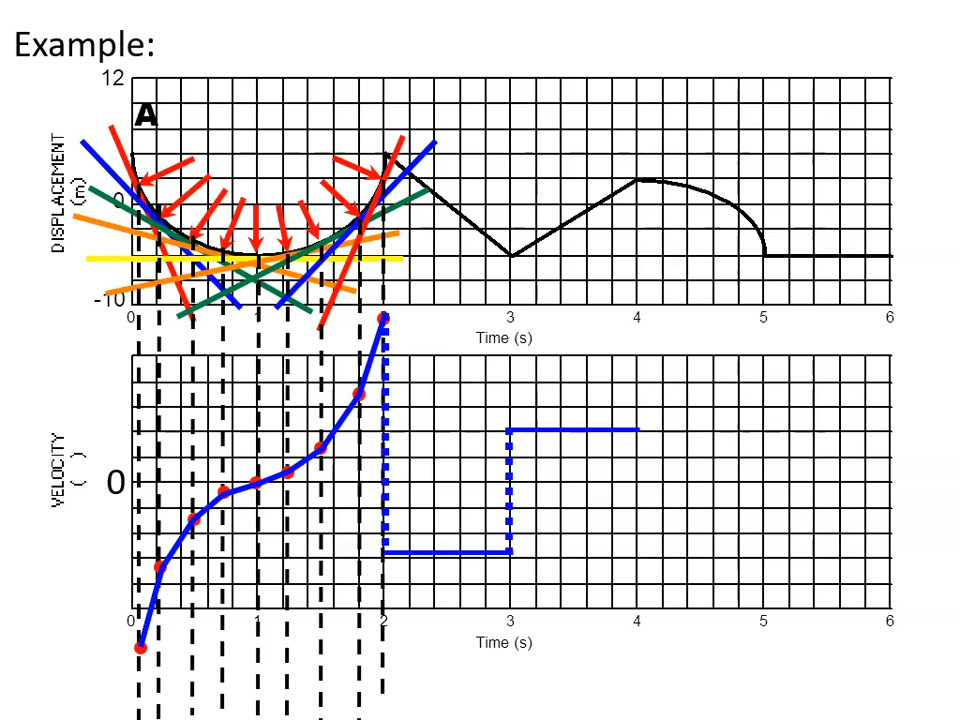 Example:
12
A
DISPLACEMENT
(m)
0
-10
0 1 2 3 4 5 6
Time (s)
VELOCITY
( )
0
0 1 2 3 4 5 6
Time (s)